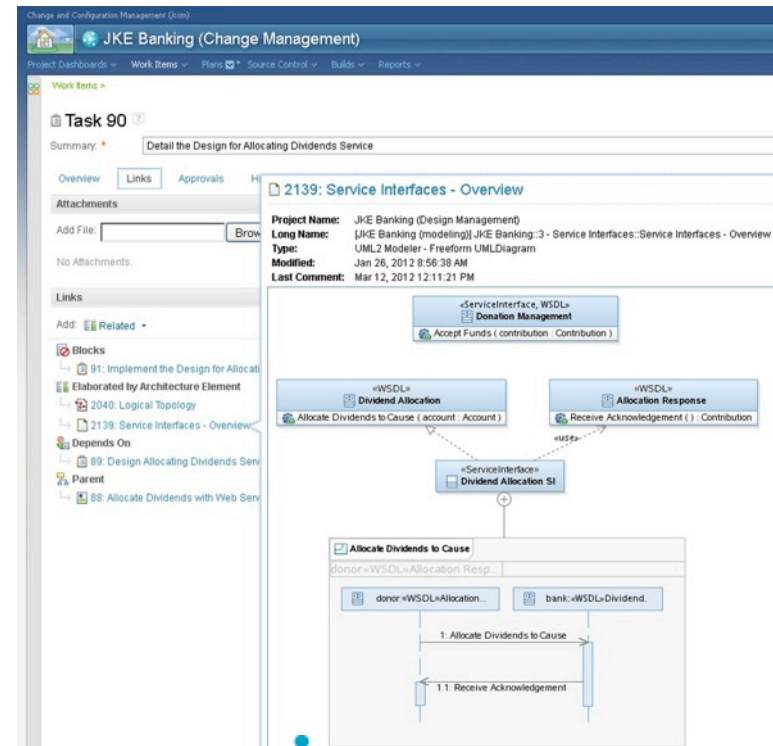 Change and Configuration Management (/ccm)
JKE Banking (Change Management)
Project Dashboards Work Items Plans Source Control Builds Reports
Work Items >
Task 90
Summary: * Detail the Design for Allocating Dividends Service
Overview Links Approvals
Attachments
Add File: Brow
No Attachments.
Links
Add: Related
Blocks
91: Implement the Design for Allocati
Elaborated by Architecture Element
2040: Logical Topology
2139: Service Interfaces - Overview
Depends On
89: Design Allocating Dividends Serv
Parent
88: Allocate Dividends with Web Serv
2139: Service Interfaces - Overview
Project Name: JKE Banking (Design Management)
Long Name: [JKE Banking (modeling)] JKE Banking::3 - Service Interfaces::Service Interfaces - Overview
Type: UML2 Modeler - Freeform UMLDiagram
Modified: Jan 26, 2012 8:56:38 AM
Last Comment: Mar 12, 2012 12:11:21 PM
«ServiceInterface, WSDL»
Donation Management
Accept Funds ( contribution : Contribution )
«WSDL»
Dividend Allocation
Allocate Dividends to Cause ( account : Account )
«WSDL»
Allocation Response
Receive Acknowledgement ( ) : Contribution
«use»
«ServiceInterface»
Dividend Allocation SI
Allocate Dividends to Cause
donor:«WSDL»Allocation Resp...
donor:«WSDL»Allocation...
bank:«WSDL»Dividend.
1: Allocate Dividends to Cause
1.1: Receive Acknowledgement